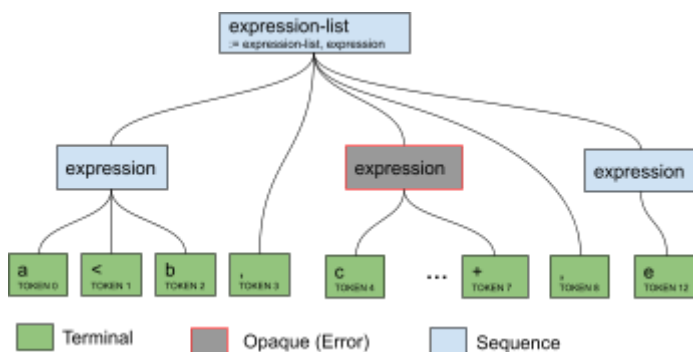 expression-list
:= expression-list, expression
expression
expression
expression
a
TOKEN 0
<
TOKEN 1
b
TOKEN 2
,
TOKEN 3
c
TOKEN 4
...
+
TOKEN 7
,
TOKEN 8
e
TOKEN 12
Terminal
Opaque (Error)
Sequence